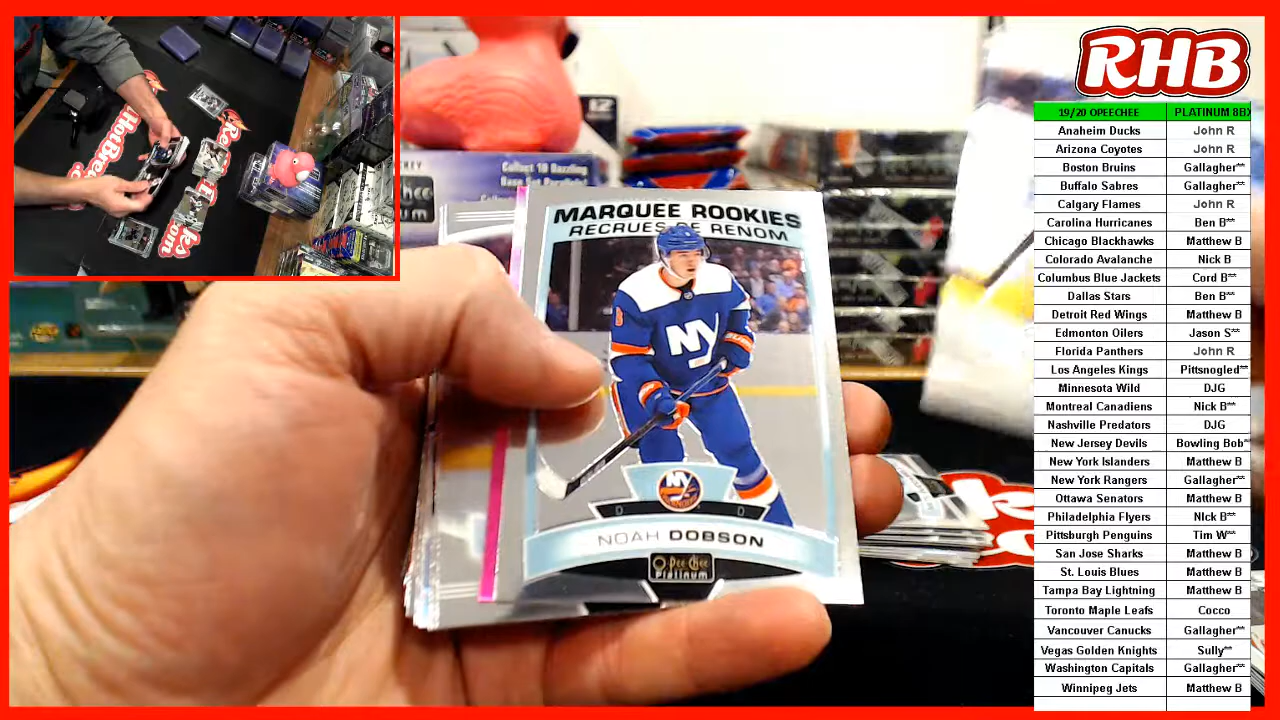 RHB
19/20 OPEECHEE PLATINUM 8BX
Anaheim Ducks John R
Arizona Coyotes John R
Boston Bruins Gallagher**
Buffalo Sabres Gallagher**
Calgary Flames John R
Carolina Hurricanes Ben B**
Chicago Blackhawks Matthew B
Colorado Avalanche Nick B
Columbus Blue Jackets Cord B**
Dallas Stars Ben B**
Detroit Red Wings Matthew B
Edmonton Oilers Jason S**
Florida Panthers John R
Los Angeles Kings Pittsnogled**
Minnesota Wild DJG
Montreal Canadiens Nick B**
Nashville Predators DJG
New Jersey Devils Bowling Bob*
New York Islanders Matthew B
New York Rangers Gallagher**
Ottawa Senators Matthew B
Philadelphia Flyers NIck B**
Pittsburgh Penguins Tim W**
San Jose Sharks Matthew B
St. Louis Blues Matthew B
Tampa Bay Lightning Matthew B
Toronto Maple Leafs Cocco
Vancouver Canucks Gallagher**
Vegas Golden Knights Sully**
Washington Capitals Gallagher**
Winnipeg Jets Matthew B
Collect 10 Dazzling
MARQUEE ROOKIES
RECRUES DE RENOM
NY
NY
D D
NOAH DOBSON
O-Pee-Chee
Platinum